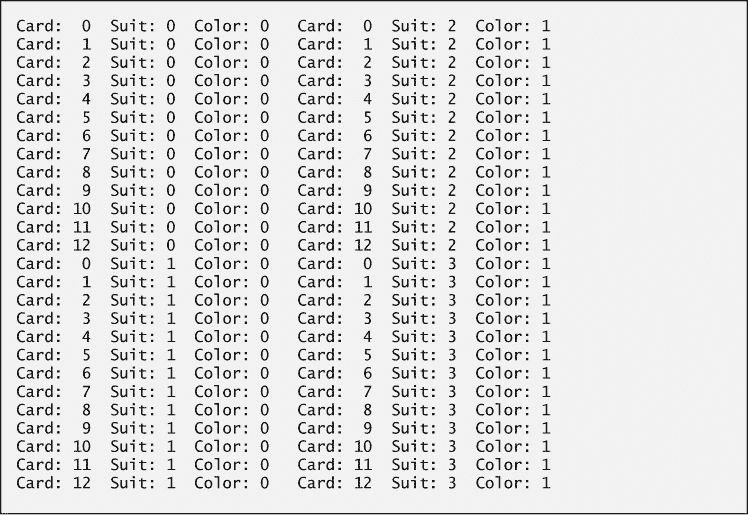 Card:  0  Suit: 0  Color: 0   Card:  0  Suit: 2  Color: 1
Card:  1  Suit: 0  Color: 0   Card:  1  Suit: 2  Color: 1
Card:  2  Suit: 0  Color: 0   Card:  2  Suit: 2  Color: 1
Card:  3  Suit: 0  Color: 0   Card:  3  Suit: 2  Color: 1
Card:  4  Suit: 0  Color: 0   Card:  4  Suit: 2  Color: 1
Card:  5  Suit: 0  Color: 0   Card:  5  Suit: 2  Color: 1
Card:  6  Suit: 0  Color: 0   Card:  6  Suit: 2  Color: 1
Card:  7  Suit: 0  Color: 0   Card:  7  Suit: 2  Color: 1
Card:  8  Suit: 0  Color: 0   Card:  8  Suit: 2  Color: 1
Card:  9  Suit: 0  Color: 0   Card:  9  Suit: 2  Color: 1
Card: 10  Suit: 0  Color: 0   Card: 10  Suit: 2  Color: 1
Card: 11  Suit: 0  Color: 0   Card: 11  Suit: 2  Color: 1
Card: 12  Suit: 0  Color: 0   Card: 12  Suit: 2  Color: 1
Card:  0  Suit: 1  Color: 0   Card:  0  Suit: 3  Color: 1
Card:  1  Suit: 1  Color: 0   Card:  1  Suit: 3  Color: 1
Card:  2  Suit: 1  Color: 0   Card:  2  Suit: 3  Color: 1
Card:  3  Suit: 1  Color: 0   Card:  3  Suit: 3  Color: 1
Card:  4  Suit: 1  Color: 0   Card:  4  Suit: 3  Color: 1
Card:  5  Suit: 1  Color: 0   Card:  5  Suit: 3  Color: 1
Card:  6  Suit: 1  Color: 0   Card:  6  Suit: 3  Color: 1
Card:  7  Suit: 1  Color: 0   Card:  7  Suit: 3  Color: 1
Card:  8  Suit: 1  Color: 0   Card:  8  Suit: 3  Color: 1
Card:  9  Suit: 1  Color: 0   Card:  9  Suit: 3  Color: 1
Card: 10  Suit: 1  Color: 0   Card: 10  Suit: 3  Color: 1
Card: 11  Suit: 1  Color: 0   Card: 11  Suit: 3  Color: 1
Card: 12  Suit: 1  Color: 0   Card: 12  Suit: 3  Color: 1